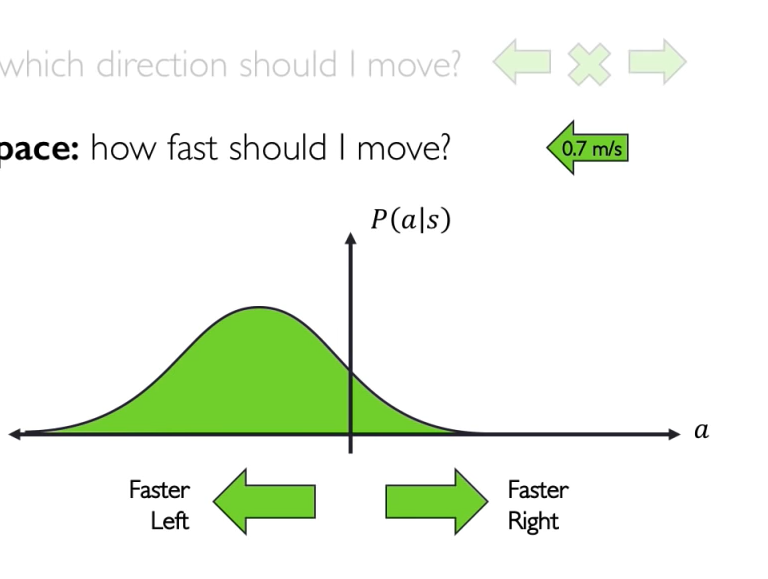 which direction should I move?
pace: how fast should I move?
0.7 m/s
P(a|s)
a
Faster
Left
Faster
Right